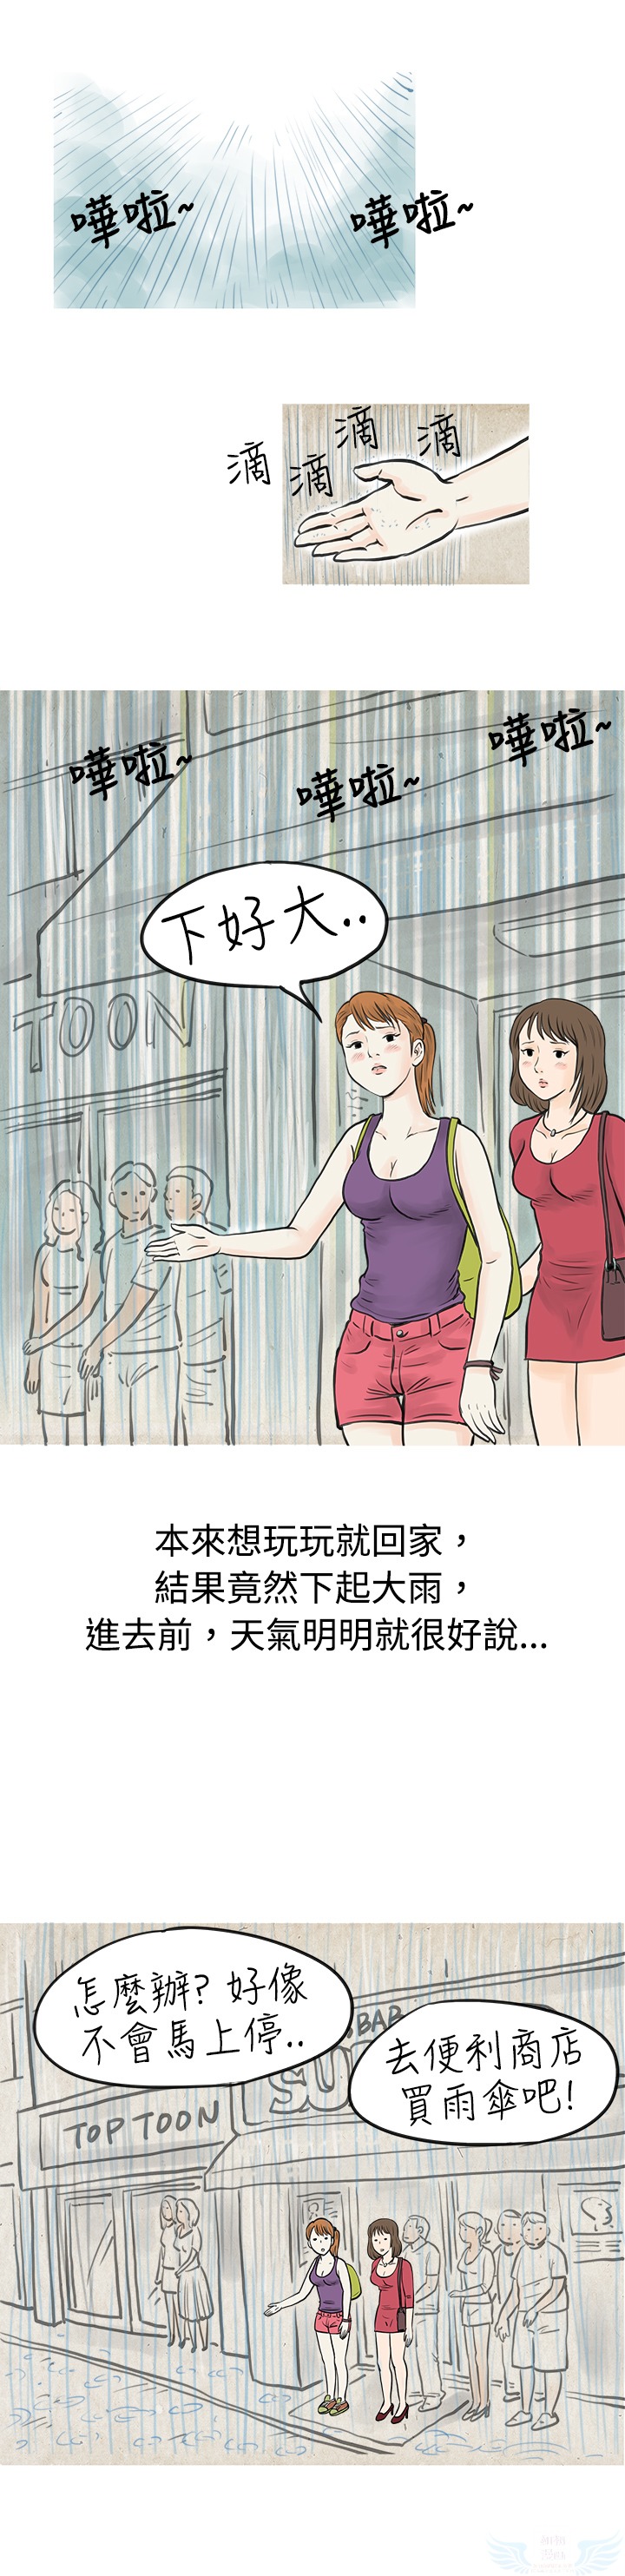 嘩啦~
嘩啦~
滴
滴
滴
滴
嘩啦~
嘩啦~
嘩啦~
下好大..
TOON
本來想玩玩就回家，
結果竟然下起大雨，
進去前，天氣明明就很好說...
怎麼辦? 好像
不會馬上停..
去便利商店
買雨傘吧!
BAB
SU
TOP TOON